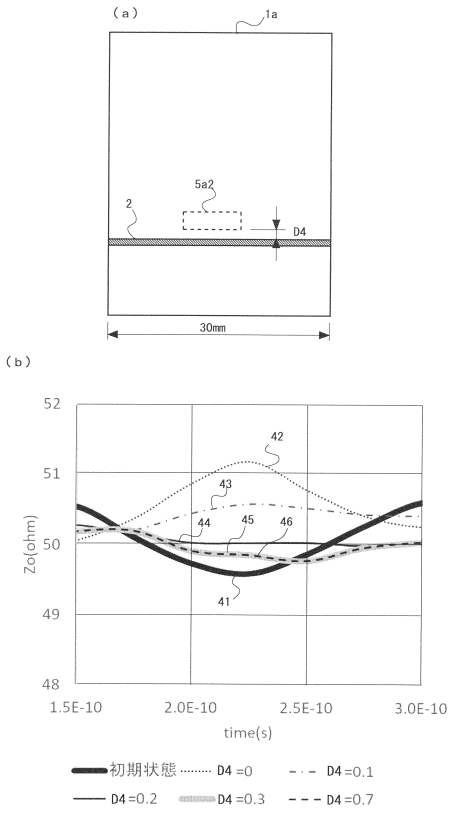 (a)
1a
5a2
2
D4
30mm
(b)
52
51
50
49
48
Zo(ohm)
42
43
44
45
46
41
1.5E-10 2.0E-10 2.5E-10 3.0E-10
time(s)
初期状態 D4=0 D4=0.1
D4=0.2 D4=0.3 D4=0.7